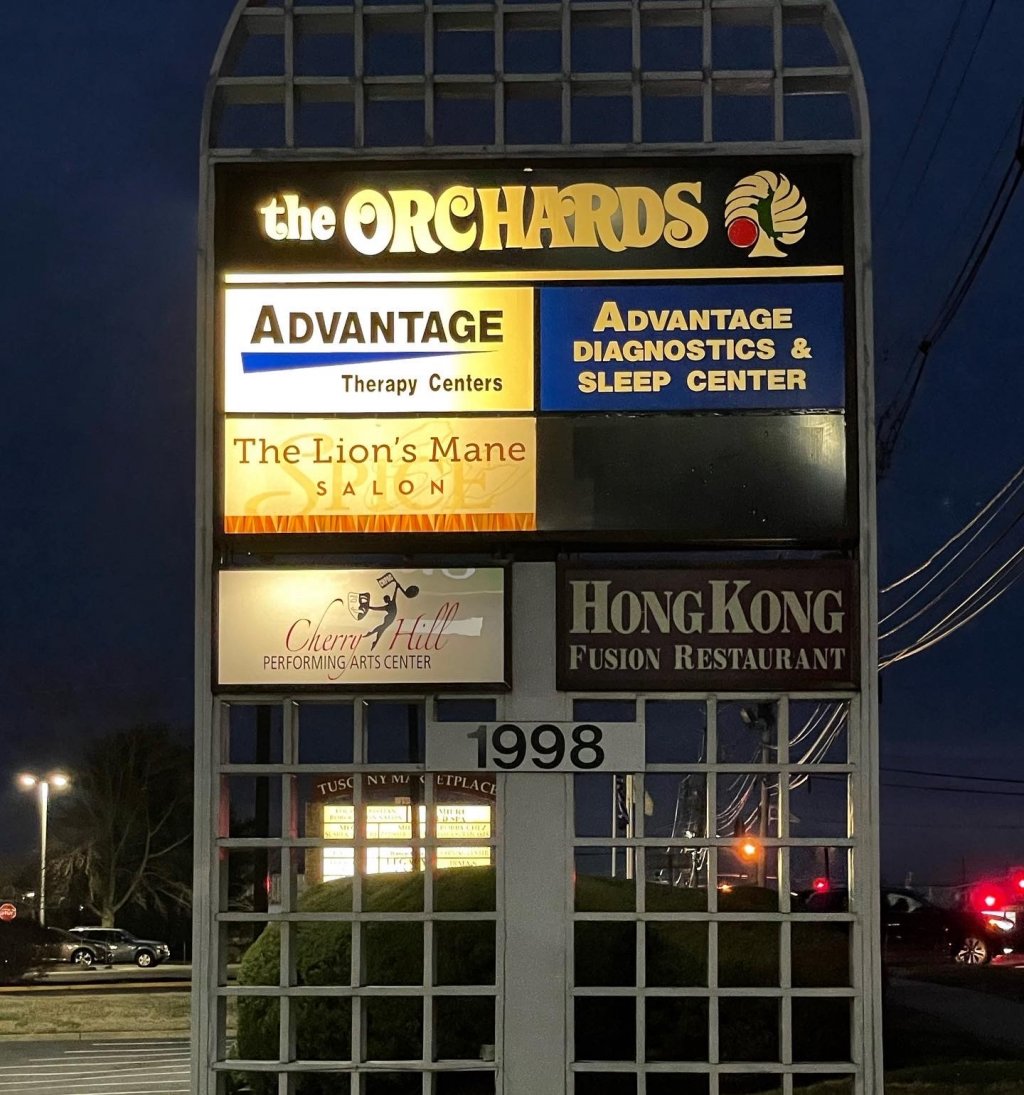 the ORCHARDS
ADVANTAGE
Therapy Centers
ADVANTAGE
DIAGNOSTICS &
SLEEP CENTER
SPICE
The Lion's Mane
SALON
Cherry Hill
PERFORMING ARTS CENTER
HONG KONG
FUSION RESTAURANT
1998